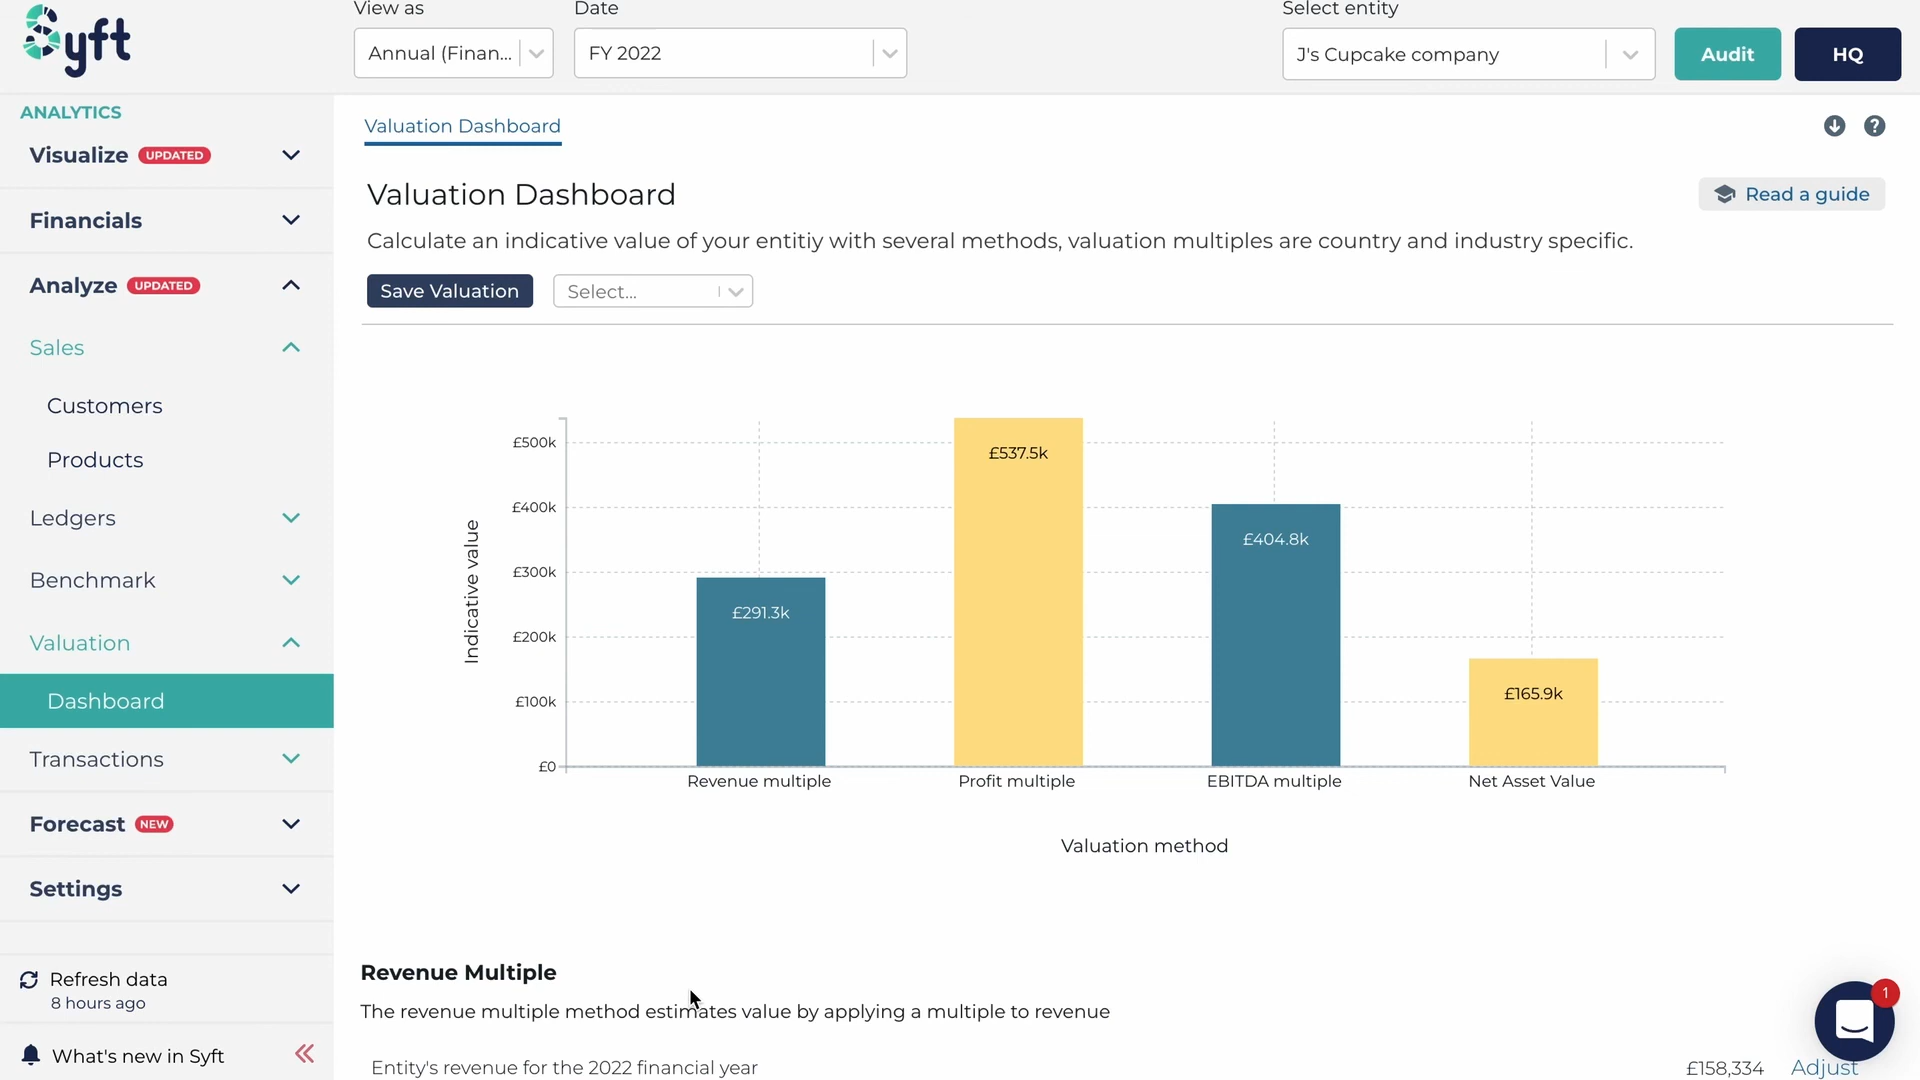 Syft
View as
Date
Select entity
Annual (Finan...
FY 2022
J's Cupcake company
Audit
HQ
ANALYTICS
Visualize UPDATED
Financials
Analyze UPDATED
Sales
Customers
Products
Ledgers
Benchmark
Valuation
Dashboard
Transactions
Forecast NEW
Settings
Refresh data
8 hours ago
What's new in Syft
Valuation Dashboard
?
Valuation Dashboard
Read a guide
Calculate an indicative value of your entitiy with several methods, valuation multiples are country and industry specific.
Save Valuation
Select...
Indicative value
£500k
£400k
£300k
£200k
£100k
£0
£291.3k
£537.5k
£404.8k
£165.9k
Revenue multiple
Profit multiple
EBITDA multiple
Net Asset Value
Valuation method
Revenue Multiple
The revenue multiple method estimates value by applying a multiple to revenue
Entity's revenue for the 2022 financial year
£158,334
Adjust
1